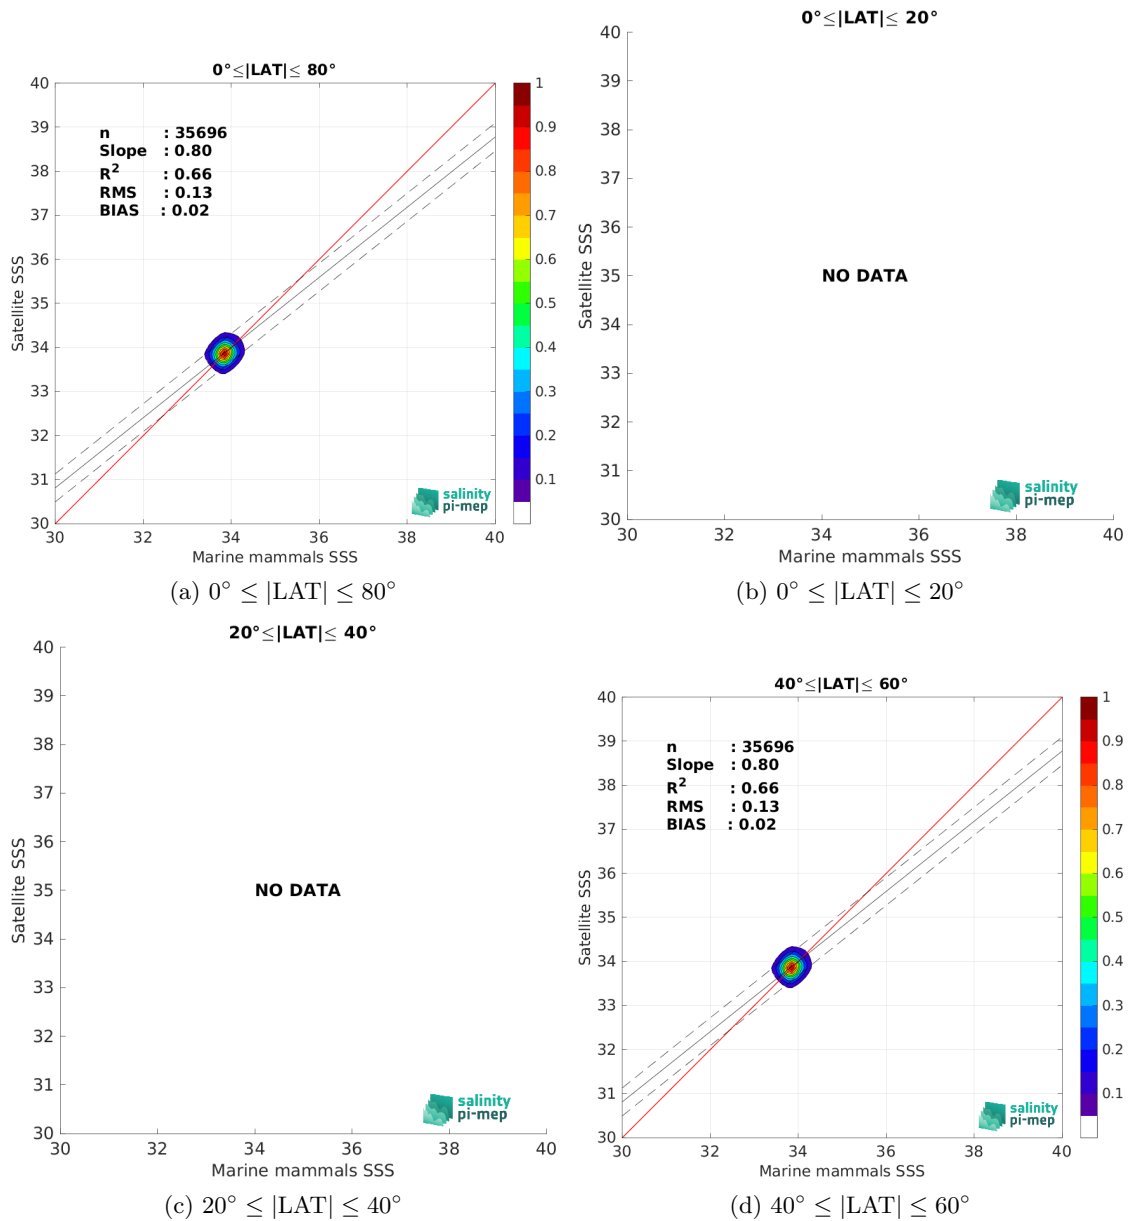 0°≤|LAT|≤ 80°
40
39
38
37
36
35
34
33
32
31
30
Satellite SSS
n : 35696
Slope : 0.80
R² : 0.66
RMS : 0.13
BIAS : 0.02
salinity
pi-mep
30 32 34 36 38 40
Marine mammals SSS
1
0.9
0.8
0.7
0.6
0.5
0.4
0.3
0.2
0.1
(a) 0° ≤ |LAT| ≤ 80°
0°≤|LAT|≤ 20°
40
39
38
37
36
35
34
33
32
31
30
Satellite SSS
NO DATA
salinity
pi-mep
30 32 34 36 38 40
Marine mammals SSS
(b) 0° ≤ |LAT| ≤ 20°
20°≤|LAT|≤ 40°
40
39
38
37
36
35
34
33
32
31
30
Satellite SSS
NO DATA
salinity
pi-mep
30 32 34 36 38 40
Marine mammals SSS
(c) 20° ≤ |LAT| ≤ 40°
40°≤|LAT|≤ 60°
40
39
38
37
36
35
34
33
32
31
30
Satellite SSS
n : 35696
Slope : 0.80
R² : 0.66
RMS : 0.13
BIAS : 0.02
salinity
pi-mep
30 32 34 36 38 40
Marine mammals SSS
1
0.9
0.8
0.7
0.6
0.5
0.4
0.3
0.2
0.1
(d) 40° ≤ |LAT| ≤ 60°